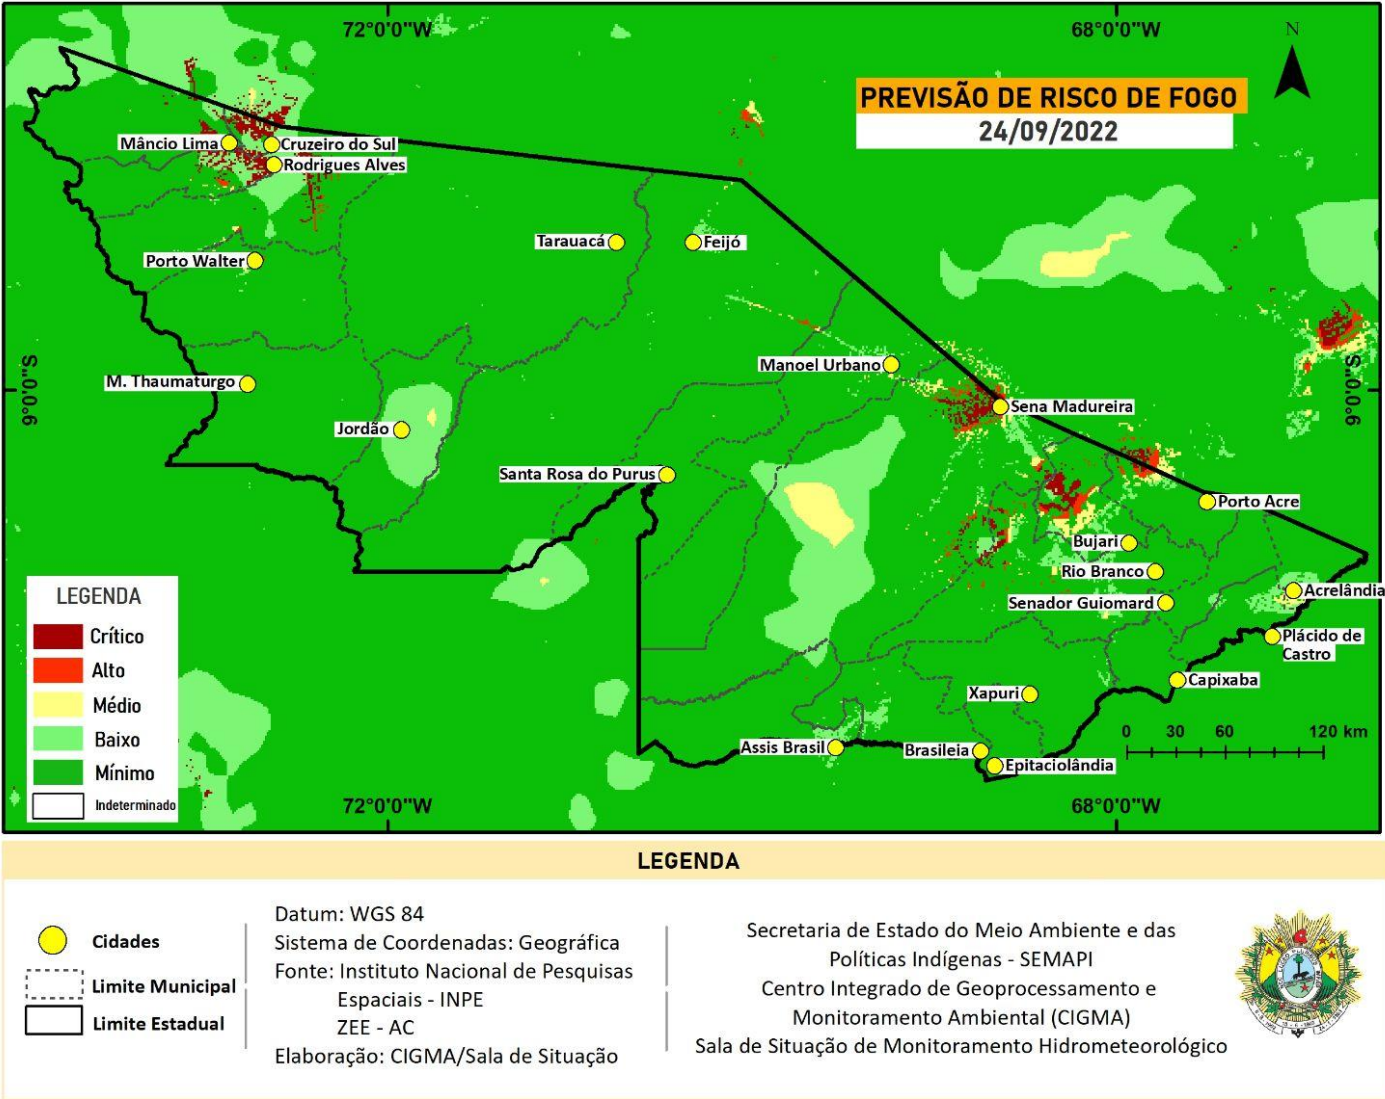 72°0'0"W
68°0'0"W
N
PREVISÃO DE RISCO DE FOGO
24/09/2022
Mâncio Lima
Cruzeiro do Sul
Rodrigues Alves
Tarauacá
Feijó
Porto Walter
Manoel Urbano
9°0'0"S
9°0'0"S
M. Thaumaturgo
Sena Madureira
Jordão
Santa Rosa do Purus
Porto Acre
Bujari
Rio Branco
Acrelândia
Senador Guiomard
Plácido de
Castro
Capixaba
Xapuri
Assis Brasil
Brasileia
Epitaciolândia
LEGENDA
Crítico
Alto
Médio
Baixo
Mínimo
Indeterminado
0 30 60 120 km
72°0'0"W
68°0'0"W
LEGENDA
Cidades
Limite Municipal
Limite Estadual
Datum: WGS 84
Sistema de Coordenadas: Geográfica
Fonte: Instituto Nacional de Pesquisas
Espaciais - INPE
ZEE - AC
Elaboração: CIGMA/Sala de Situação
Secretaria de Estado do Meio Ambiente e das
Políticas Indígenas - SEMAPI
Centro Integrado de Geoprocessamento e
Monitoramento Ambiental (CIGMA)
Sala de Situação de Monitoramento Hidrometeorológico